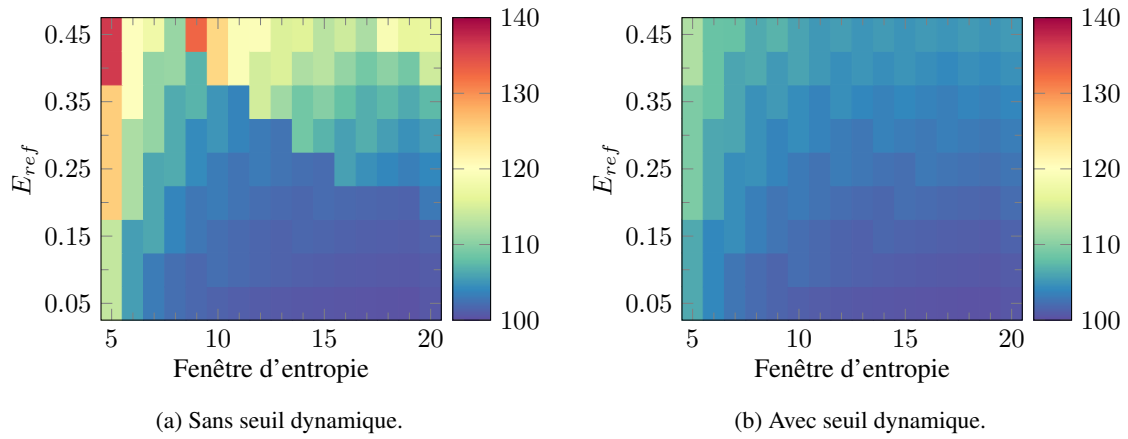 140
130
120
110
100
0.45
0.35
0.25
0.15
0.05
E_ref
5 10 15 20
Fenêtre d'entropie
(a) Sans seuil dynamique.
140
130
120
110
100
0.45
0.35
0.25
0.15
0.05
E_ref
5 10 15 20
Fenêtre d'entropie
(b) Avec seuil dynamique.